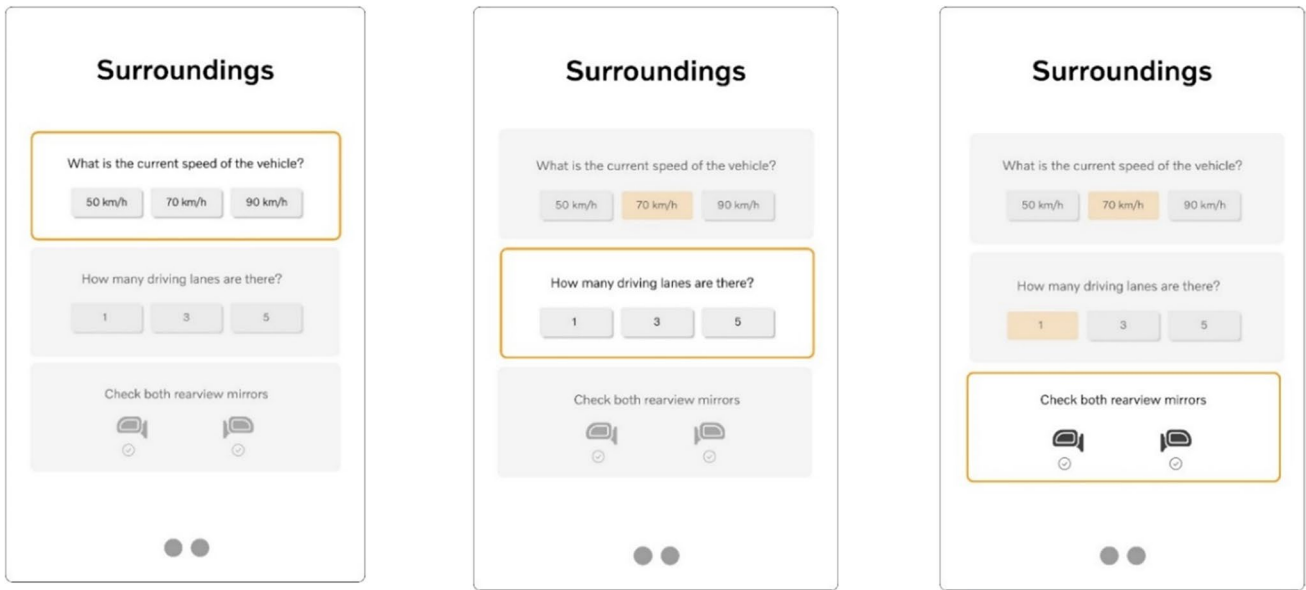 Surroundings
What is the current speed of the vehicle?
50 km/h 70 km/h 90 km/h
How many driving lanes are there?
1 3 5
Check both rearview mirrors
Surroundings
What is the current speed of the vehicle?
50 km/h 70 km/h 90 km/h
How many driving lanes are there?
1 3 5
Check both rearview mirrors
Surroundings
What is the current speed of the vehicle?
50 km/h 70 km/h 90 km/h
How many driving lanes are there?
1 3 5
Check both rearview mirrors